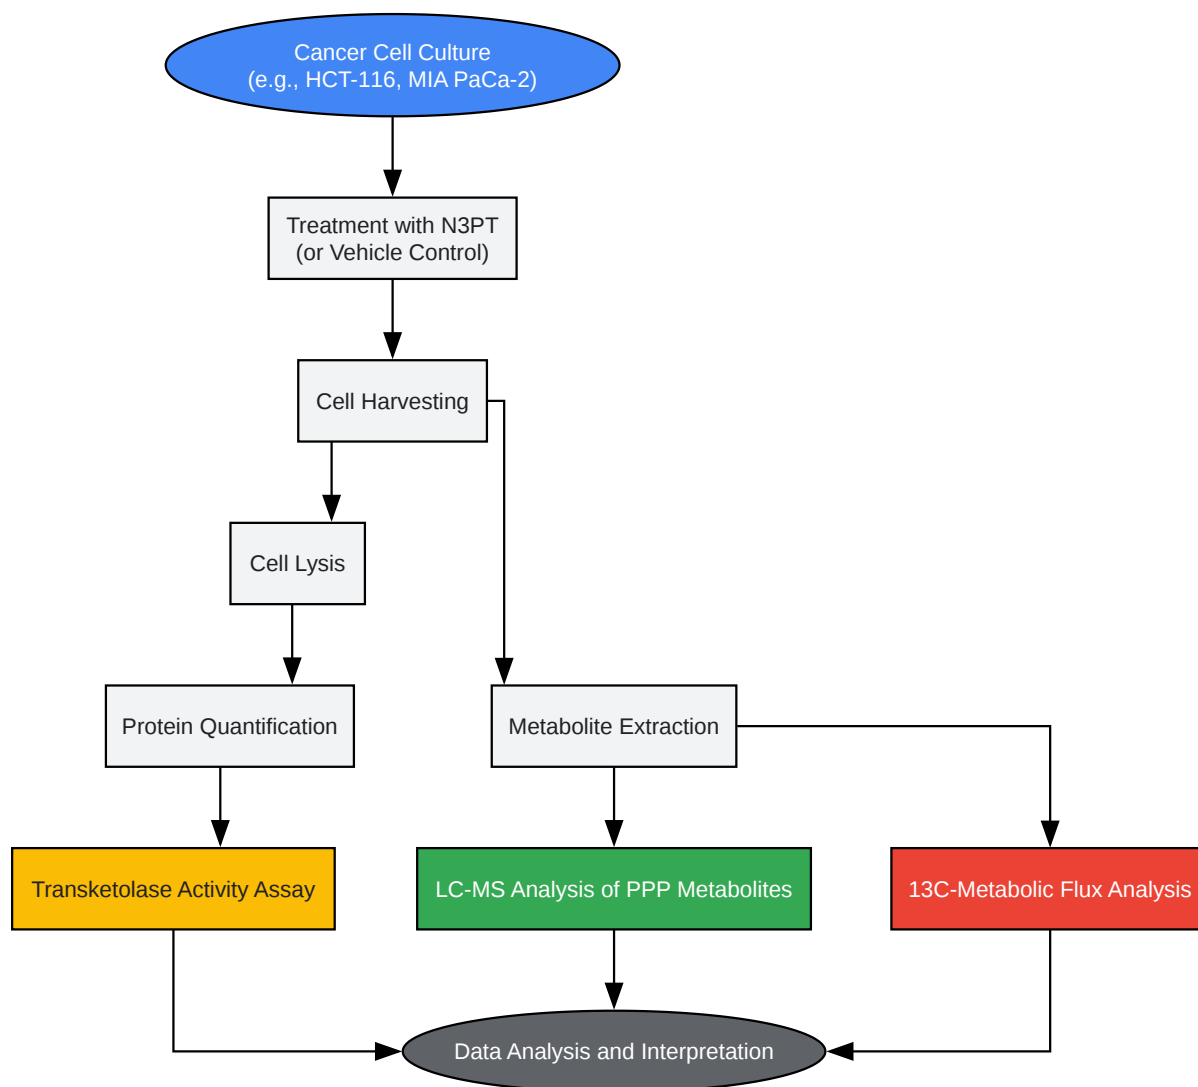 Cancer Cell Culture
(e.g., HCT-116, MIA PaCa-2)
Treatment with N3PT
(or Vehicle Control)
Cell Harvesting
Cell Lysis
Protein Quantification
Metabolite Extraction
Transketolase Activity Assay
LC-MS Analysis of PPP Metabolites
13C-Metabolic Flux Analysis
Data Analysis and Interpretation